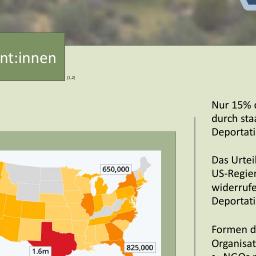 nt:innen
[1,2]
650,000
1.6m
825,000
Nur 15%
durch staa
Deportati
Das Urteil
US-Regier
widerrufe
Deportati
Formen d
Organisat